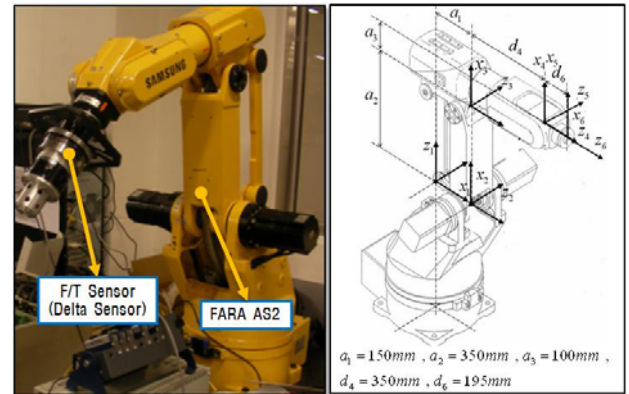 SAMSUNG
F/T Sensor
(Delta Sensor)
FARA AS2
a₁
a₃
d₄
x₄ x₅
d₆
x₃
z₃
a₂
z₅
x₆
z₄
z₆
z₁
x₁
x₂
z₂
a₁ = 150mm , a₂ = 350mm , a₃ = 100mm ,
d₄ = 350mm , d₆ = 195mm